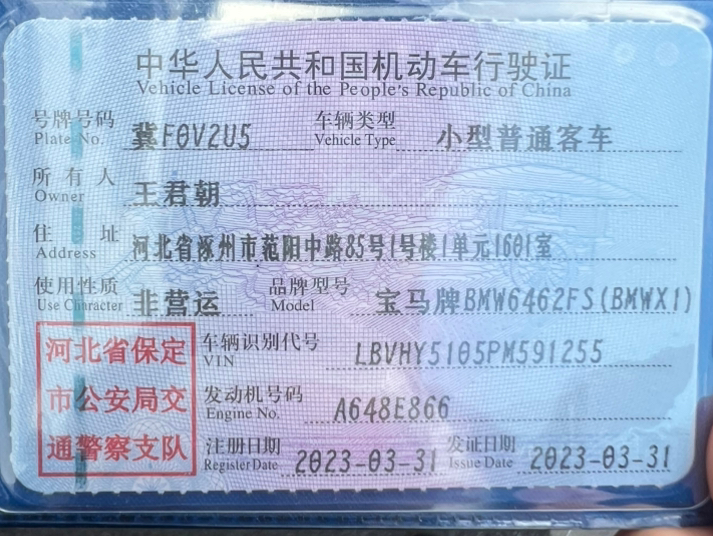 中华人民共和国机动车行驶证
Vehicle License of the People's Republic of China
号牌号码 冀F0V2U5 车辆类型 小型普通客车
Plate No. Vehicle Type
所有人 王君朝
Owner
住址 河北省涿州市范阳中路85号1号楼1单元1601室
Address
使用性质 非营运 品牌型号 宝马牌BMW6462FS(BMWX1)
Use Character Model
河北省保定 车辆识别代号 LBVHY5105PM591255
VIN
市公安局交 发动机号码 A648E866
Engine No.
通警察支队 注册日期 2023-03-31 发证日期 2023-03-31
Register Date Issue Date